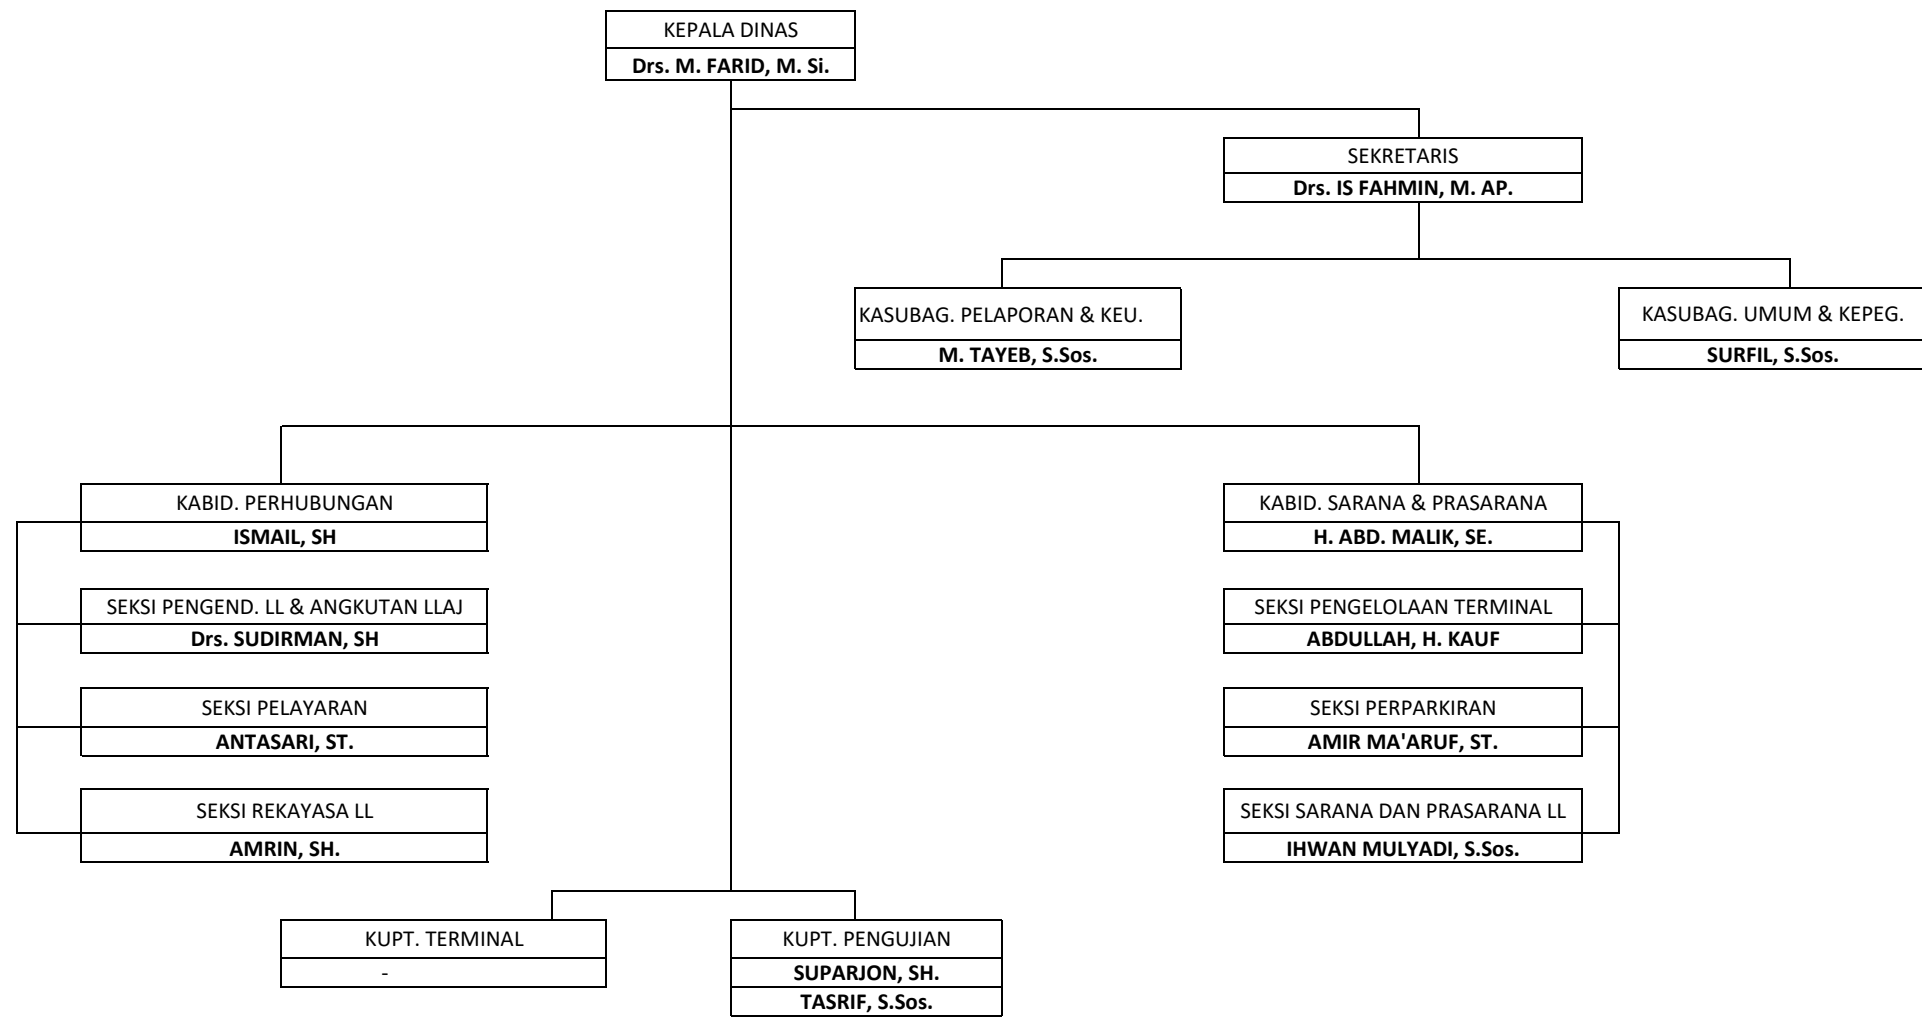 KEPALA DINAS
Drs. M. FARID, M. Si.
SEKRETARIS
Drs. IS FAHMIN, M. AP.
KASUBAG. PELAPORAN & KEU.
M. TAYEB, S.Sos.
KASUBAG. UMUM & KEPEG.
SURFIL, S.Sos.
KABID. PERHUBUNGAN
ISMAIL, SH
SEKSI PENGEND. LL & ANGKUTAN LLAJ
Drs. SUDIRMAN, SH
SEKSI PELAYARAN
ANTASARI, ST.
SEKSI REKAYASA LL
AMRIN, SH.
KABID. SARANA & PRASARANA
H. ABD. MALIK, SE.
SEKSI PENGELOLAAN TERMINAL
ABDULLAH, H. KAUF
SEKSI PERPARKIRAN
AMIR MA'ARUF, ST.
SEKSI SARANA DAN PRASARANA LL
IHWAN MULYADI, S.Sos.
KUPT. TERMINAL
-
KUPT. PENGUJIAN
SUPARJON, SH.
TASRIF, S.Sos.